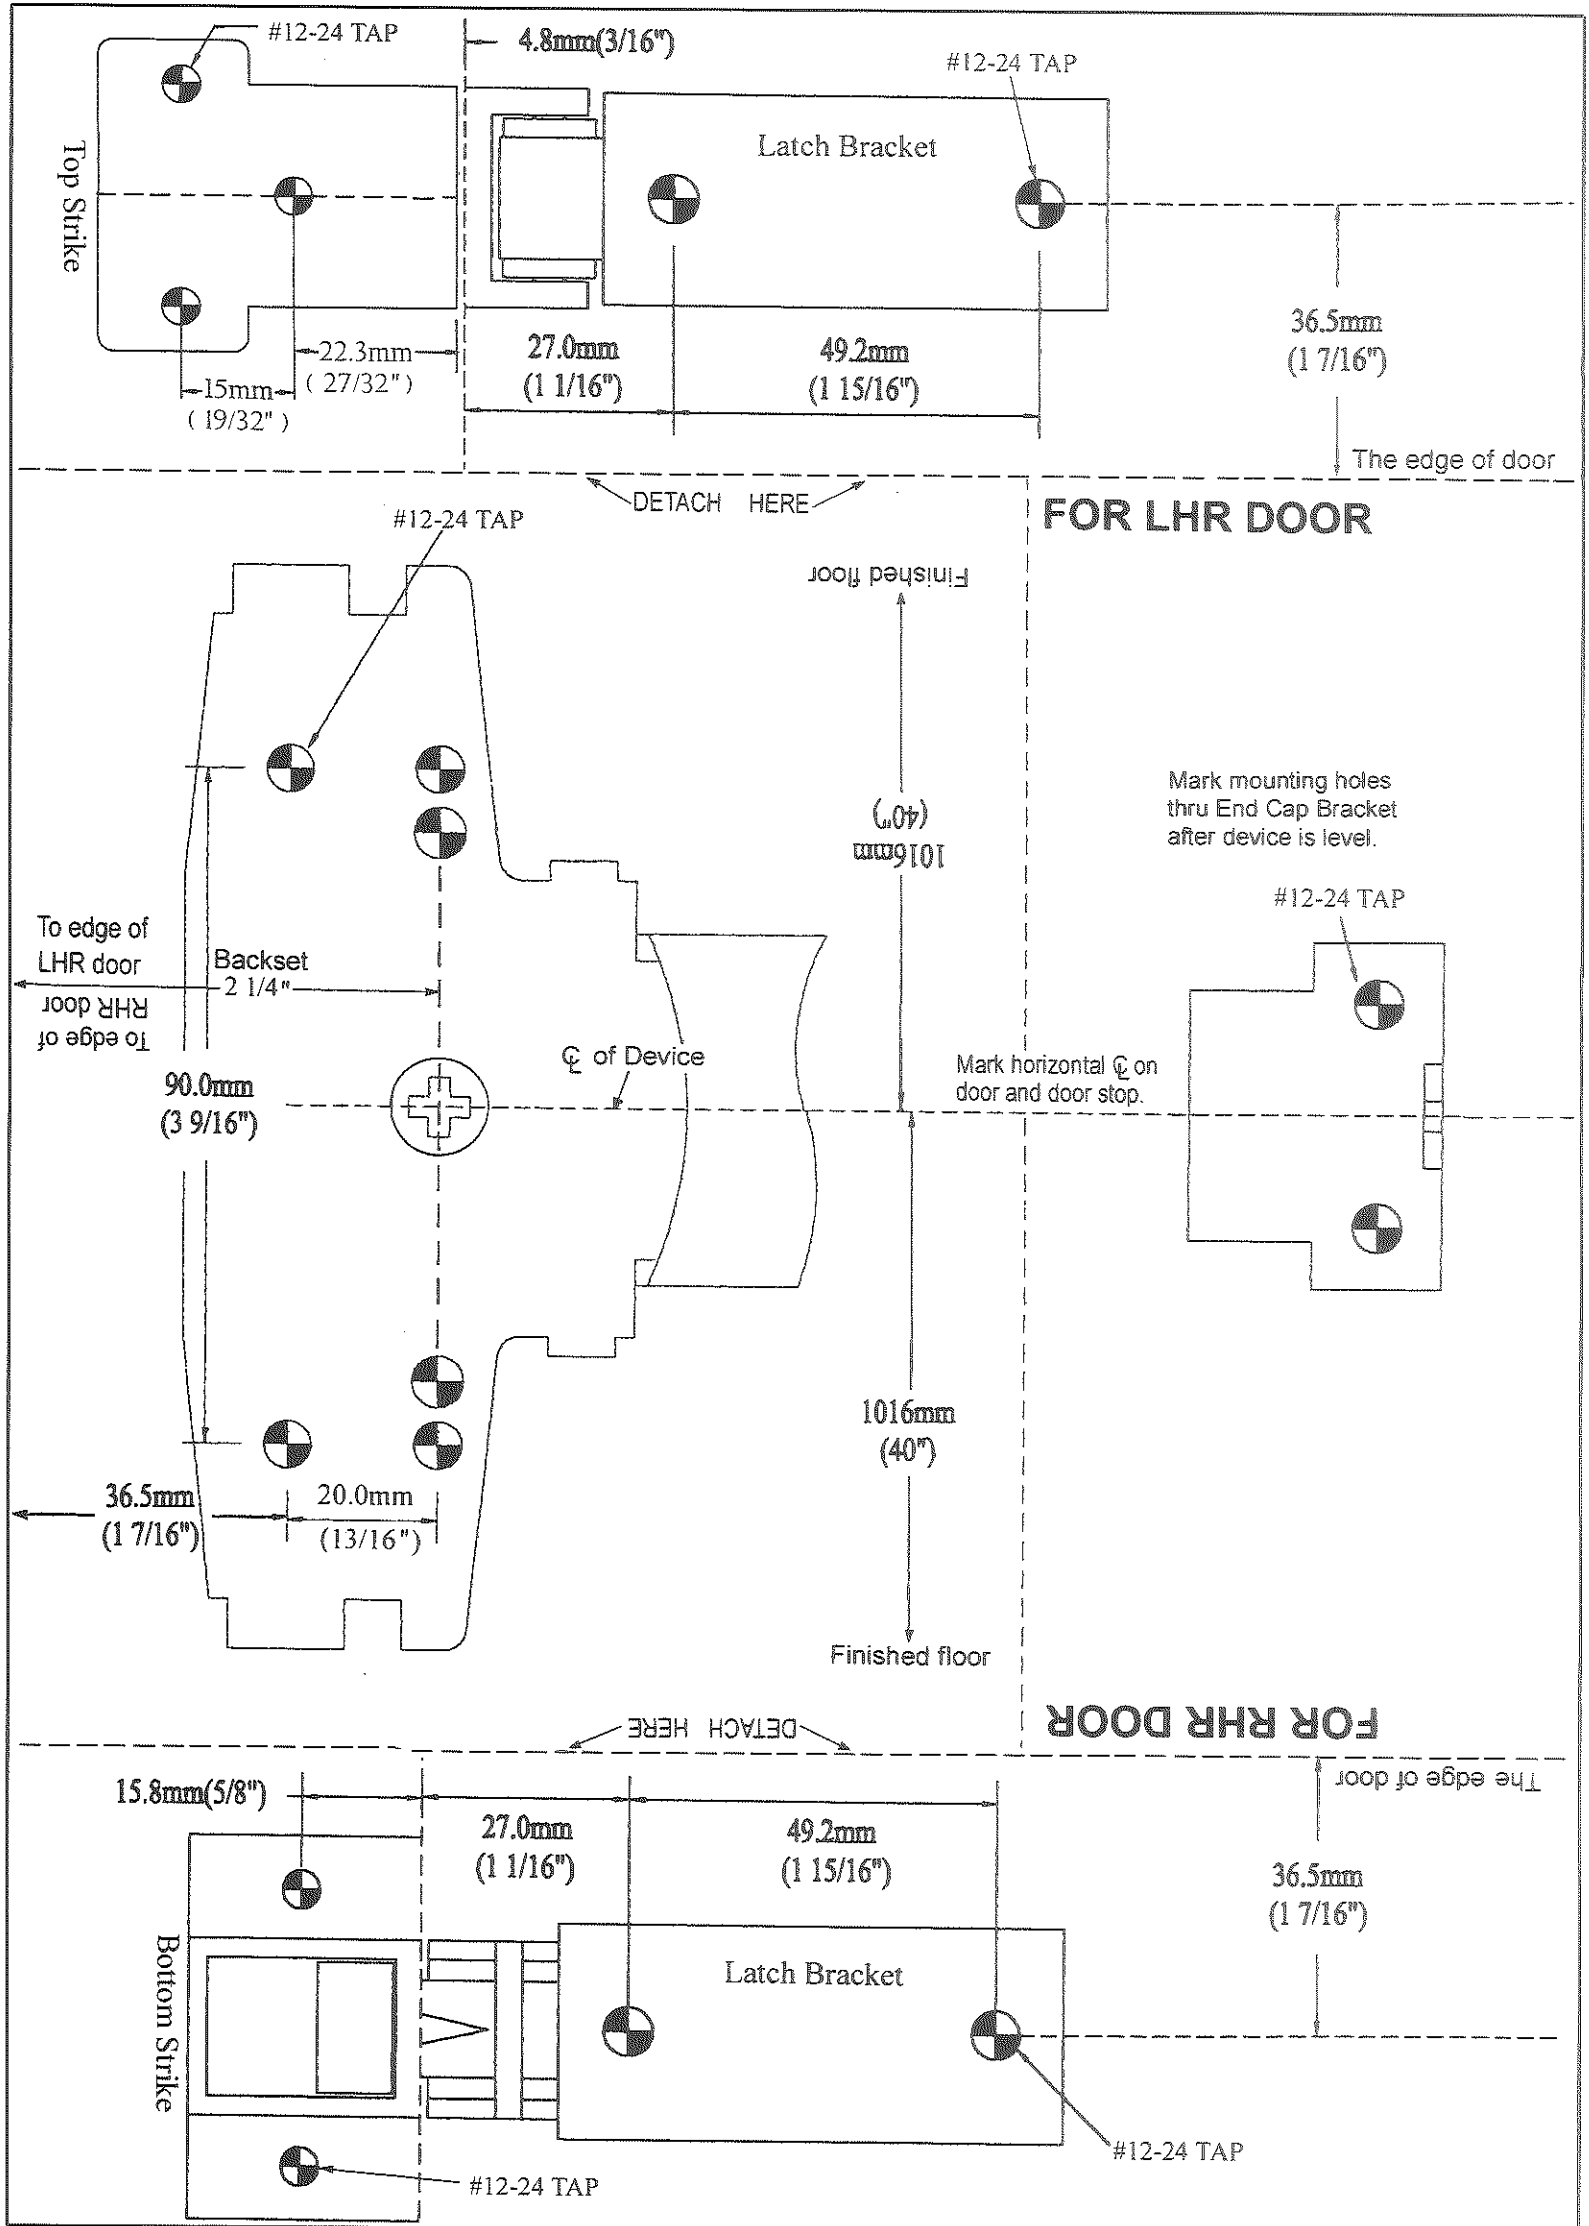 #12-24 TAP
4.8mm(3/16")
#12-24 TAP
Top Strike
Latch Bracket
22.3mm
( 27/32" )
15mm
( 19/32" )
27.0mm
(1 1/16")
49.2mm
(1 15/16")
36.5mm
(1 7/16")
The edge of door
DETACH HERE
FOR LHR DOOR
#12-24 TAP
Finished floor
1016mm
(40")
Mark mounting holes
thru End Cap Bracket
after device is level.
#12-24 TAP
To edge of
LHR door
Backset
2 1/4"
To edge of
RHR door
90.0mm
(3 9/16")
℄ of Device
Mark horizontal ℄ on
door and door stop.
1016mm
(40")
36.5mm
(1 7/16")
20.0mm
(13/16")
Finished floor
DETACH HERE
FOR RHR DOOR
The edge of door
15.8mm(5/8")
27.0mm
(1 1/16")
49.2mm
(1 15/16")
36.5mm
(1 7/16")
Bottom Strike
Latch Bracket
#12-24 TAP
#12-24 TAP